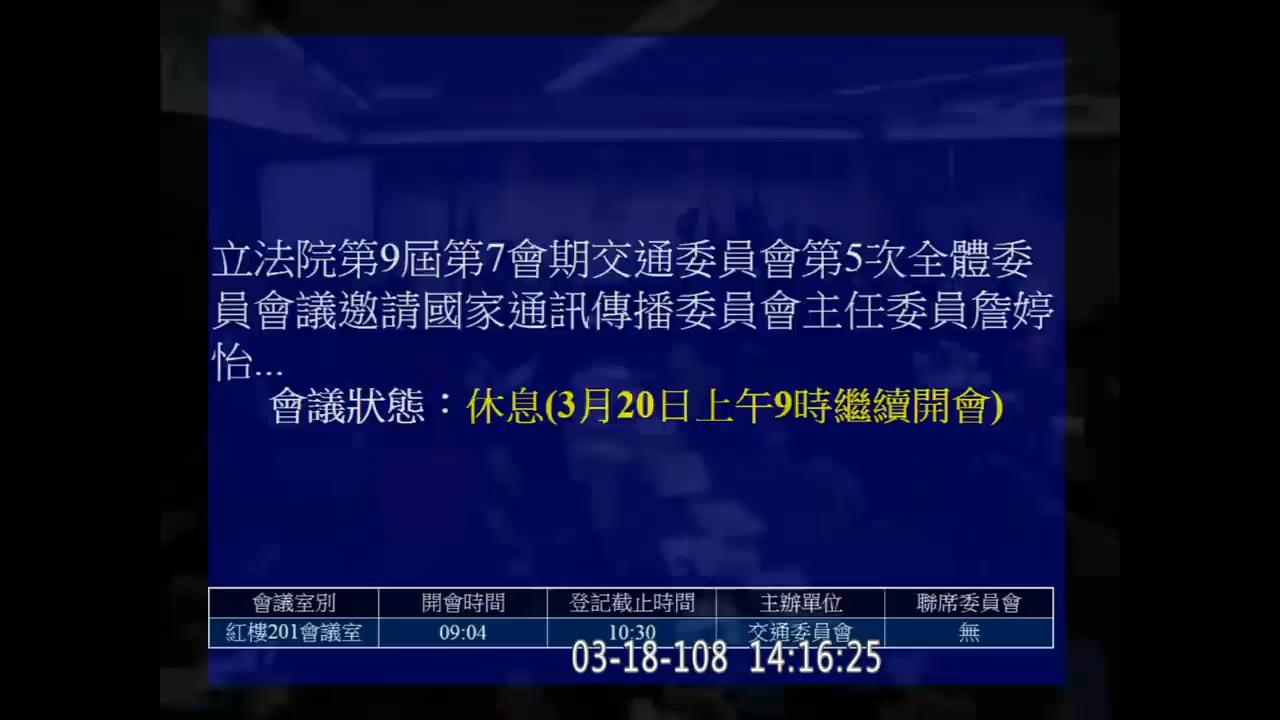 立法院第9屆第7會期交通委員會第5次全體委
員會議邀請國家通訊傳播委員會主任委員詹婷
怡...
會議狀態：休息(3月20日上午9時繼續開會)
會議室別 開會時間 登記截止時間 主辦單位 聯席委員會
紅樓201會議室 09:04 10:30 交通委員會 無
03-18-108 14:16:25